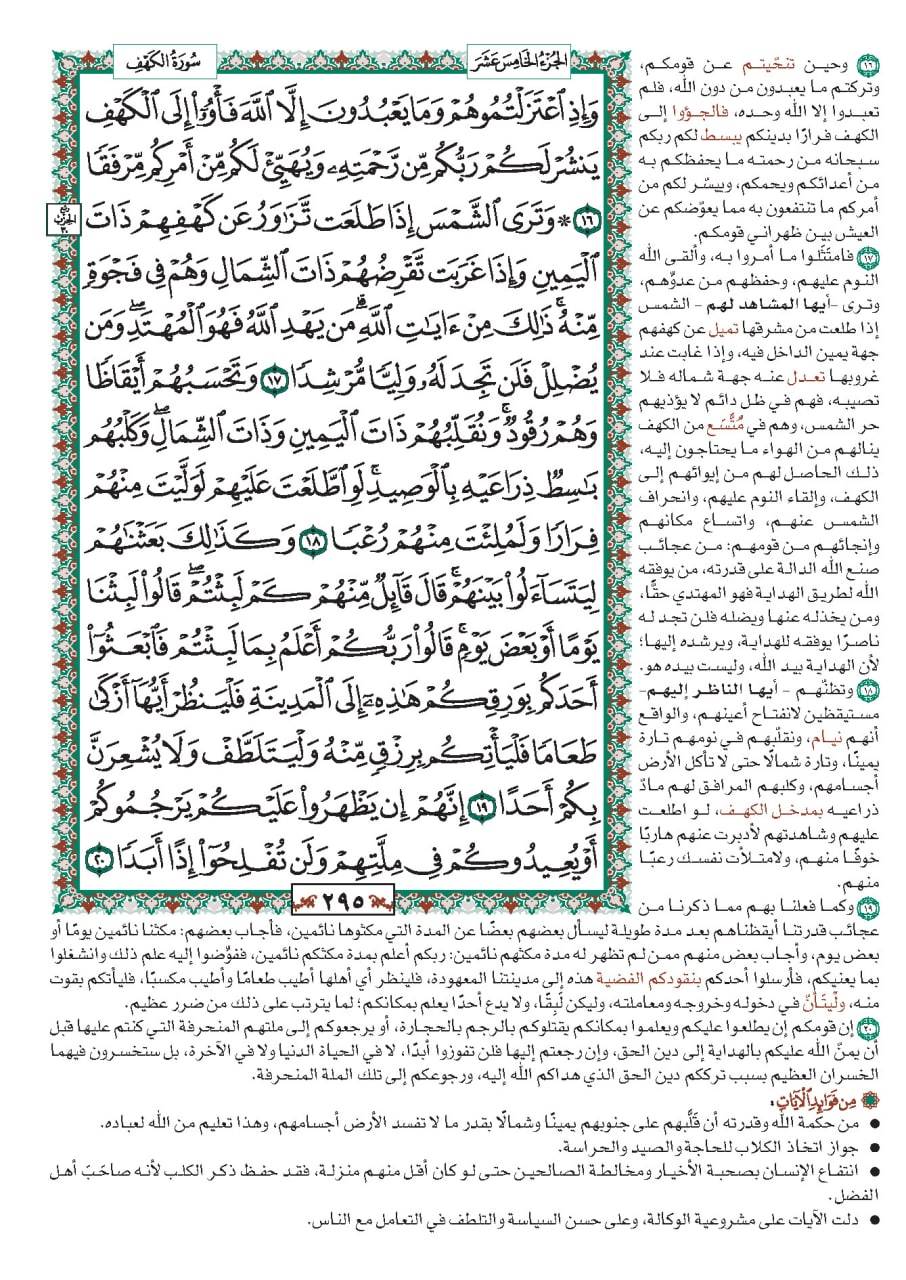 سُورَةُ الكَهْفِ
الجُزْءُ الخَامِسَ عَشَرَ
وَإِذِ ٱعْتَزَلْتُمُوهُمْ وَمَا يَعْبُدُونَ إِلَّا ٱللَّهَ فَأْوُۥٓا۟ إِلَى ٱلْكَهْفِ
يَنشُرْ لَكُمْ رَبُّكُم مِّن رَّحْمَتِهِۦ وَيُهَيِّئْ لَكُم مِّنْ أَمْرِكُم مِّرْفَقًا
١٦ * وَتَرَى ٱلشَّمْسَ إِذَا طَلَعَت تَّزَٰوَرُ عَن كَهْفِهِمْ ذَاتَ
ٱلْيَمِينِ وَإِذَا غَرَبَت تَّقْرِضُهُمْ ذَاتَ ٱلشِّمَالِ وَهُمْ فِى فَجْوَةٍ
مِّنْهُ ۚ ذَٰلِكَ مِنْ ءَايَٰتِ ٱللَّهِ ۗ مَن يَهْدِ ٱللَّهُ فَهُوَ ٱلْمُهْتَدِ ۖ وَمَن
يُضْلِلْ فَلَن تَجِدَ لَهُۥ وَلِيًّا مُّرْشِدًا ١٧ وَتَحْسَبُهُمْ أَيْقَاظًا
وَهُمْ رُقُودٌ ۚ وَنُقَلِّبُهُمْ ذَاتَ ٱلْيَمِينِ وَذَاتَ ٱلشِّمَالِ ۖ وَكَلْبُهُم
بَٰسِطٌ ذِرَاعَيْهِ بِٱلْوَصِيدِ ۚ لَوِ ٱطَّلَعْتَ عَلَيْهِمْ لَوَلَّيْتَ مِنْهُمْ
فِرَارًا وَلَمُلِئْتَ مِنْهُمْ رُعْبًا ١٨ وَكَذَٰلِكَ بَعَثْنَٰهُمْ
لِيَتَسَآءَلُوا۟ بَيْنَهُمْ ۚ قَالَ قَآئِلٌ مِّنْهُمْ كَمْ لَبِثْتُمْ ۖ قَالُوا۟ لَبِثْنَا
يَوْمًا أَوْ بَعْضَ يَوْمٍ ۚ قَالُوا۟ رَبُّكُمْ أَعْلَمُ بِمَا لَبِثْتُمْ فَٱبْعَثُوٓا۟
أَحَدَكُم بِوَرِقِكُمْ هَٰذِهِۦٓ إِلَى ٱلْمَدِينَةِ فَلْيَنظُرْ أَيُّهَآ أَزْكَىٰ
طَعَامًا فَلْيَأْتِكُم بِرِزْقٍ مِّنْهُ وَلْيَتَلَطَّفْ وَلَا يُشْعِرَنَّ
بِكُمْ أَحَدًا ١٩ إِنَّهُمْ إِن يَظْهَرُوا۟ عَلَيْكُمْ يَرْجُمُوكُمْ
أَوْ يُعِيدُوكُمْ فِى مِلَّتِهِمْ وَلَن تُفْلِحُوٓا۟ إِذًا أَبَدًا ٢٠
٢٩٥
١٦ وحين تنحّيتم عن قومكم،
وتركتم ما يعبدون من دون الله، فلم
تعبدوا إلا الله وحده، فالجؤوا إلى
الكهف فرارًا بدينكم يبسط لكم ربكم
سبحانه من رحمته ما يحفظكم به
من أعدائكم ويحمكم، وييسّر لكم من
أمركم ما تنتفعون به مما يعوّضكم عن
العيش بين ظهراني قومكم.
١٧ فامتثلوا ما أمروا به، وألقى الله
النوم عليهم، وحفظهم من عدوّهم،
وترى -أيها المشاهد لهم - الشمس
إذا طلعت من مشرقها تميل عن كهفهم
جهة يمين الداخل فيه، وإذا غابت عند
غروبها تعدل عنه جهة شماله فلا
تصيبه، فهم في ظل دائم لا يؤذيهم
حر الشمس، وهم في مُتَّسَع من الكهف
ينالهم من الهواء ما يحتاجون إليه،
ذلك الحاصل لهم من إيوائهم إلى
الكهف، وإلقاء النوم عليهم، وانحراف
الشمس عنهم، واتساع مكانهم
وإنجائهم من قومهم: من عجائب
صنع الله الدالة على قدرته، من يوفقه
الله لطريق الهداية فهو المهتدي حقًّا،
ومن يخذله عنها ويضله فلن تجد له
ناصرًا يوفقه للهداية، ويرشده إليها؛
لأن الهداية بيد الله، وليست بيده هو.
١٨ وتظنّهم - أيها الناظر إليهم-
مستيقظين لانفتاح أعينهم، والواقع
أنهم نيام، ونقلّبهم في نومهم تارة
يمينًا، وتارة شمالًا حتى لا تأكل الأرض
أجسامهم، وكلبهم المرافق لهم مادّ
ذراعيه بمدخل الكهف، لو اطلعت
عليهم وشاهدتهم لأدبرت عنهم هاربًا
خوفًا منهم، ولامتلأت نفسك رعبًا
منهم.
١٩ وكما فعلنا بهم مما ذكرنا من
عجائب قدرتنا أيقظناهم بعد مدة طويلة ليسأل بعضهم بعضًا عن المدة التي مكثوها نائمين، فأجاب بعضهم: مكثنا نائمين يومًا أو
بعض يوم، وأجاب بعض منهم ممن لم تظهر له مدة مكثهم نائمين: ربكم أعلم بمدة مكثكم نائمين، ففوّضوا إليه علم ذلك وانشغلوا
بما يعنيكم، فأرسلوا أحدكم بنقودكم الفضية هذه إلى مدينتنا المعهودة، فلينظر أي أهلها أطيب طعامًا وأطيب مكسبًا، فليأتكم بقوت
منه، ولْيَتَأَنَّ في دخوله وخروجه ومعاملته، وليكن لَبِقًا، ولا يدع أحدًا يعلم بمكانكم؛ لما يترتب على ذلك من ضرر عظيم.
٢٠ إن قومكم إن يطلعوا عليكم ويعلموا بمكانكم يقتلوكم بالرجم بالحجارة، أو يرجعوكم إلى ملتهم المنحرفة التي كنتم عليها قبل
أن يمنّ الله عليكم بالهداية إلى دين الحق، وإن رجعتم إليها فلن تفوزوا أبدًا، لا في الحياة الدنيا ولا في الآخرة، بل ستخسرون فيهما
الخسران العظيم بسبب ترككم دين الحق الذي هداكم الله إليه، ورجوعكم إلى تلك الملة المنحرفة.
مِن فَوَائِدِ الآيَاتِ:
● من حكمة الله وقدرته أن قَلَّبهم على جنوبهم يمينًا وشمالًا بقدر ما لا تفسد الأرض أجسامهم، وهذا تعليم من الله لعباده.
● جواز اتخاذ الكلاب للحاجة والصيد والحراسة.
● انتفاع الإنسان بصحبة الأخيار ومخالطة الصالحين حتى لو كان أقل منهم منزلة، فقد حفظ ذكر الكلب لأنه صاحَبَ أهل
الفضل.
● دلت الآيات على مشروعية الوكالة، وعلى حسن السياسة والتلطف في التعامل مع الناس.